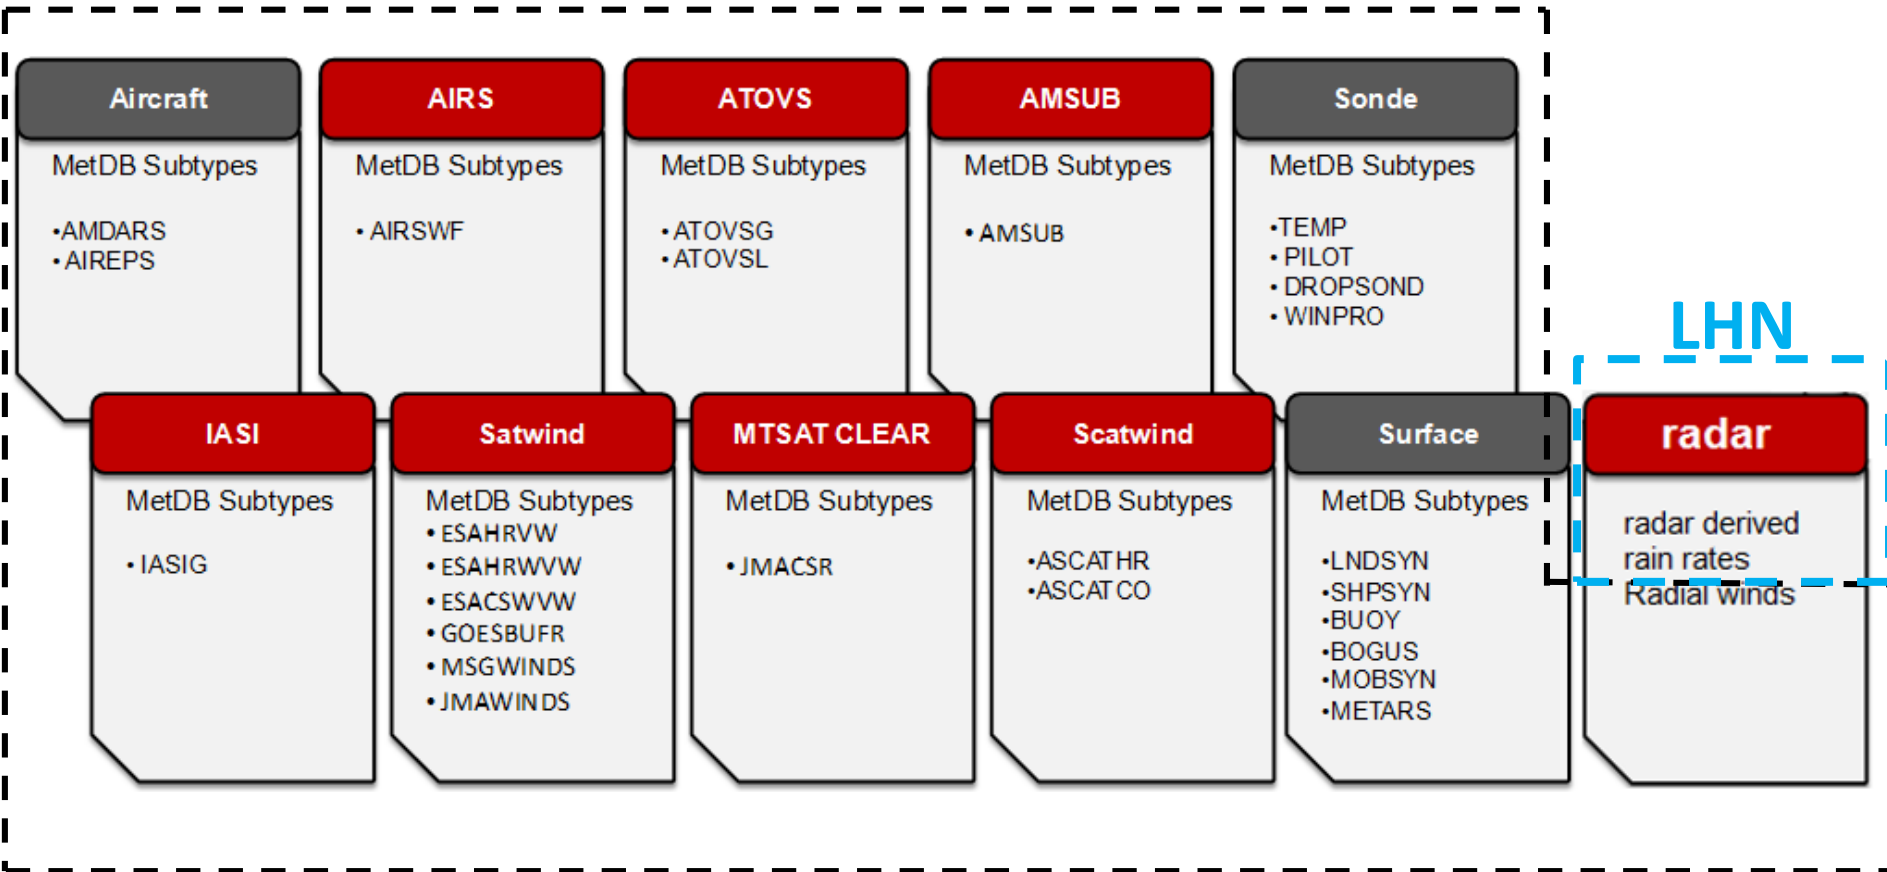 Aircraft
MetDB Subtypes
•AMDARS
• AIREPS
AIRS
MetDB Subtypes
• AIRSWF
ATOVS
MetDB Subtypes
• ATOVSG
• ATOVSL
AMSUB
MetDB Subtypes
• AMSUB
Sonde
MetDB Subtypes
•TEMP
• PILOT
• DROPSOND
• WINPRO
LHN
IASI
MetDB Subtypes
• IASIG
Satwind
MetDB Subtypes
• ESAHRVW
• ESAHRWVW
• ESACSWVW
• GOESBUFR
• MSGWINDS
• JMAWINDS
MTSAT CLEAR
MetDB Subtypes
• JMACSR
Scatwind
MetDB Subtypes
•ASCATHR
•ASCATCO
Surface
MetDB Subtypes
•LNDSYN
•SHPSYN
•BUOY
•BOGUS
•MOBSYN
•METARS
radar
radar derived
rain rates
Radial winds